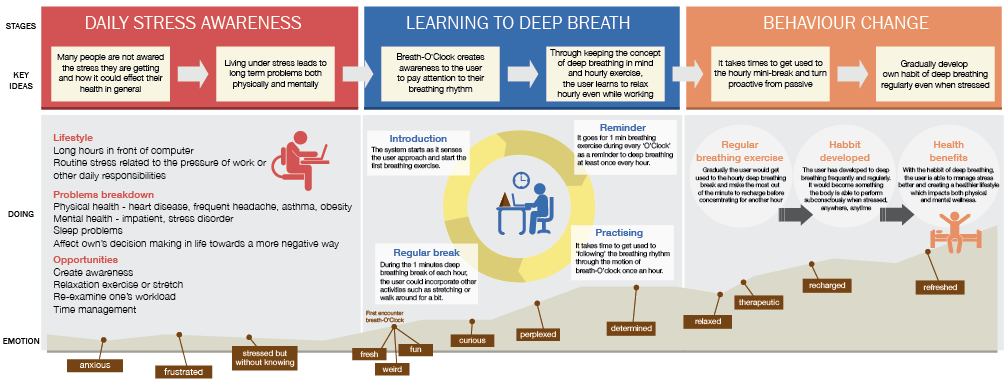 STAGES
DAILY STRESS AWARENESS
LEARNING TO DEEP BREATH
BEHAVIOUR CHANGE
KEY
IDEAS
Many people are not awared
the stress they are getting
and how it could effect their
health in general
Living under stress leads to
long term problems both
physically and mentally
Breath-O'Clock creates
awareness to the user
to pay attention to their
breathing rhythm
Through keeping the concept
of deep breathing in mind
and hourly exercise,
the user learns to relax
hourly even while working
It takes times to get used to
the hourly mini-break and turn
proactive from passive
Gradually develop
own habit of deep breathing
regularly even when stressed
DOING
Lifestyle
Long hours in front of computer
Routine stress related to the pressure of work or
other daily responsibilities
Problems breakdown
Physical health - heart disease, frequent headache, asthma, obesity
Mental health - impatient, stress disorder
Sleep problems
Affect own's decision making in life towards a more negative way
Opportunities
Create awareness
Relaxation exercise or stretch
Re-examine one's workload
Time management
Introduction
The system starts as it senses
the user approach and start the
first breathing exercise.
Reminder
It goes for 1 min breathing
exercise during every 'O'Clock'
as a reminder to deep breathing
at least once every hour.
Regular break
During the 1 minutes deep
breathing break of each hour,
the user could incorporate other
activities such as stretching or
walk around for a bit.
Practising
It takes time to get used to
'following' the breathing rhythm
through the motion of
breath-O'clock once an hour.
Regular
breathing exercise
Gradually the user would get
used to the hourly deep breathing
break and make the most out
of the minute to recharge before
concemtrating for another hour
Habbit
developed
The user has developed to deep
breathing frequently and regularly.
It would become something
the body is able to perform
subconsciously when stressed,
anywhere, anytime
Health
benefits
With the habbit of deep breathing,
the user is able to manage stress
better and creating a healthier lifestyle
which impacts both physical
and mental wellness.
EMOTION
anxious
frustrated
stressed but
without knowing
First encounter
breath-O'Clock
fresh
weird
fun
curious
perplexed
determined
relaxed
therapeutic
recharged
refreshed